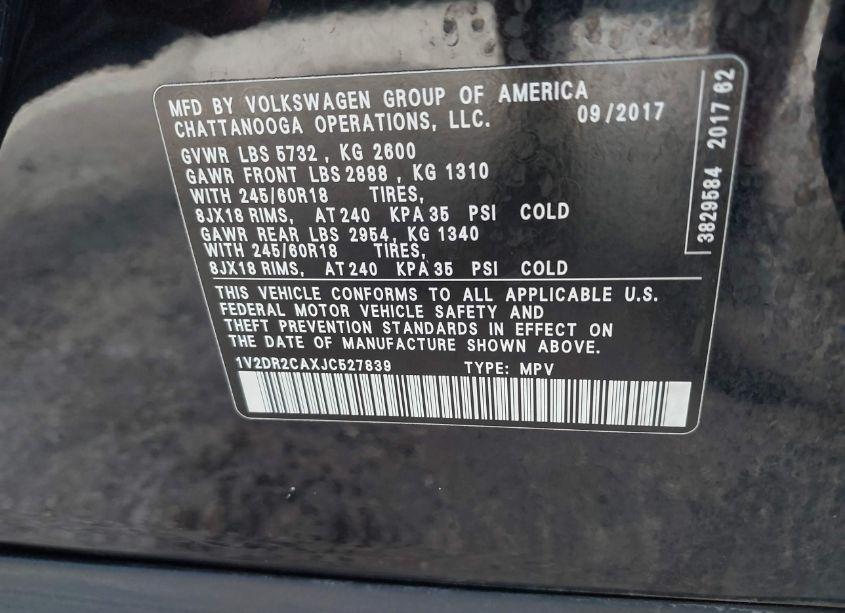 MFD BY VOLKSWAGEN GROUP OF AMERICA
CHATTANOOGA OPERATIONS, LLC. 09/2017
GVWR LBS 5732 , KG 2600
GAWR FRONT LBS 2888 , KG 1310
WITH 245/60R18 TIRES,
8JX18 RIMS, AT 240 KPA 35 PSI COLD
GAWR REAR LBS 2954 , KG 1340
WITH 245/60R18 TIRES,
8JX18 RIMS, AT 240 KPA 35 PSI COLD
THIS VEHICLE CONFORMS TO ALL APPLICABLE U.S.
FEDERAL MOTOR VEHICLE SAFETY AND
THEFT PREVENTION STANDARDS IN EFFECT ON
THE DATE OF MANUFACTURE SHOWN ABOVE.
1V2DR2CAXJC527839 TYPE: MPV
3829584 2017 62